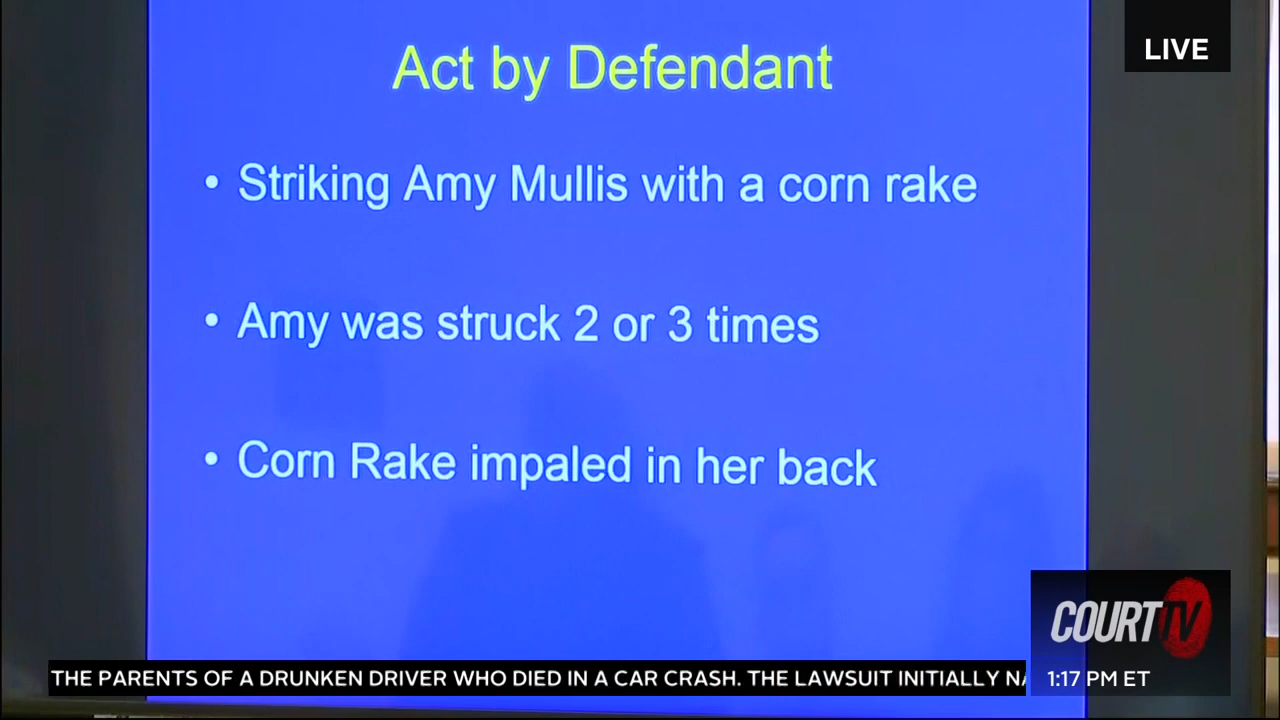 LIVE
Act by Defendant
• Striking Amy Mullis with a corn rake
• Amy was struck 2 or 3 times
• Corn Rake impaled in her back
COURT TV
THE PARENTS OF A DRUNKEN DRIVER WHO DIED IN A CAR CRASH. THE LAWSUIT INITIALLY
1:17 PM ET